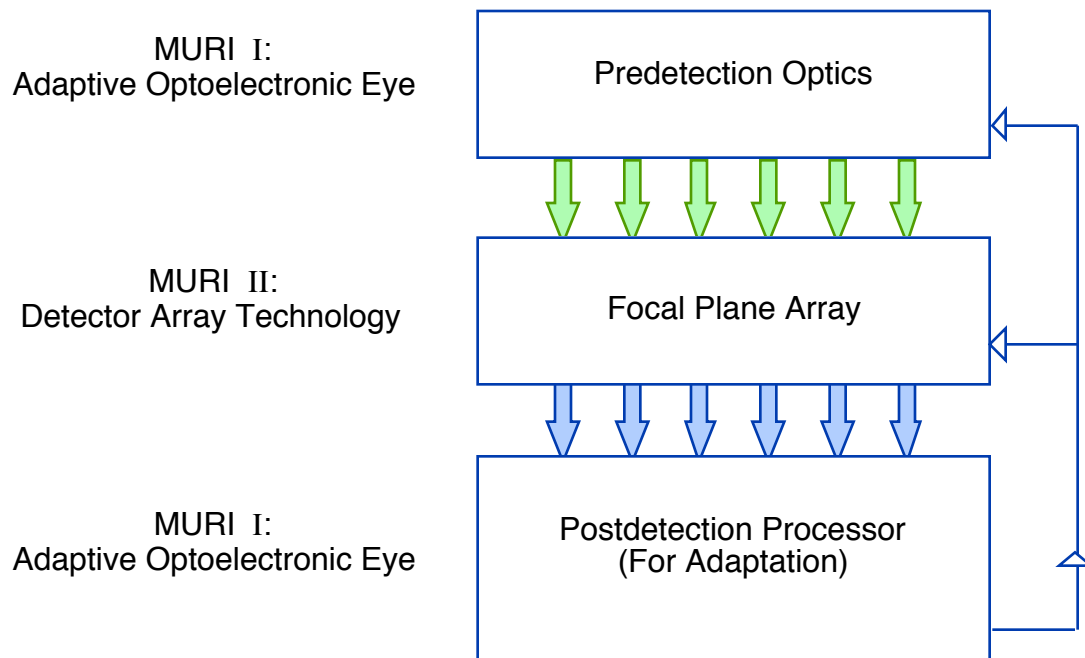 MURI I:
Adaptive Optoelectronic Eye
Predetection Optics
MURI II:
Detector Array Technology
Focal Plane Array
MURI I:
Adaptive Optoelectronic Eye
Postdetection Processor
(For Adaptation)